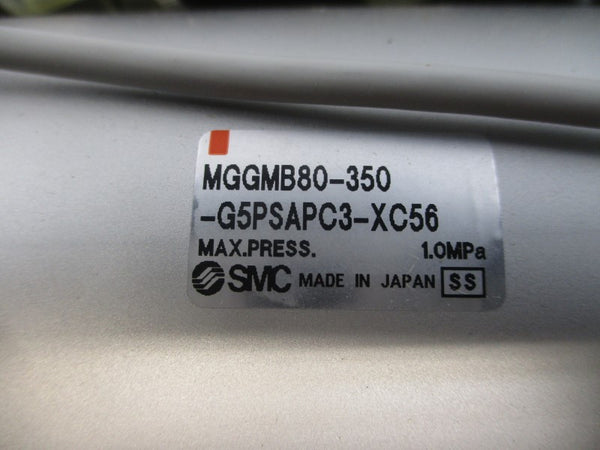 MGGMB80-350
-G5PSAPC3-XC56
MAX.PRESS. 1.0MPa
SMC MADE IN JAPAN SS